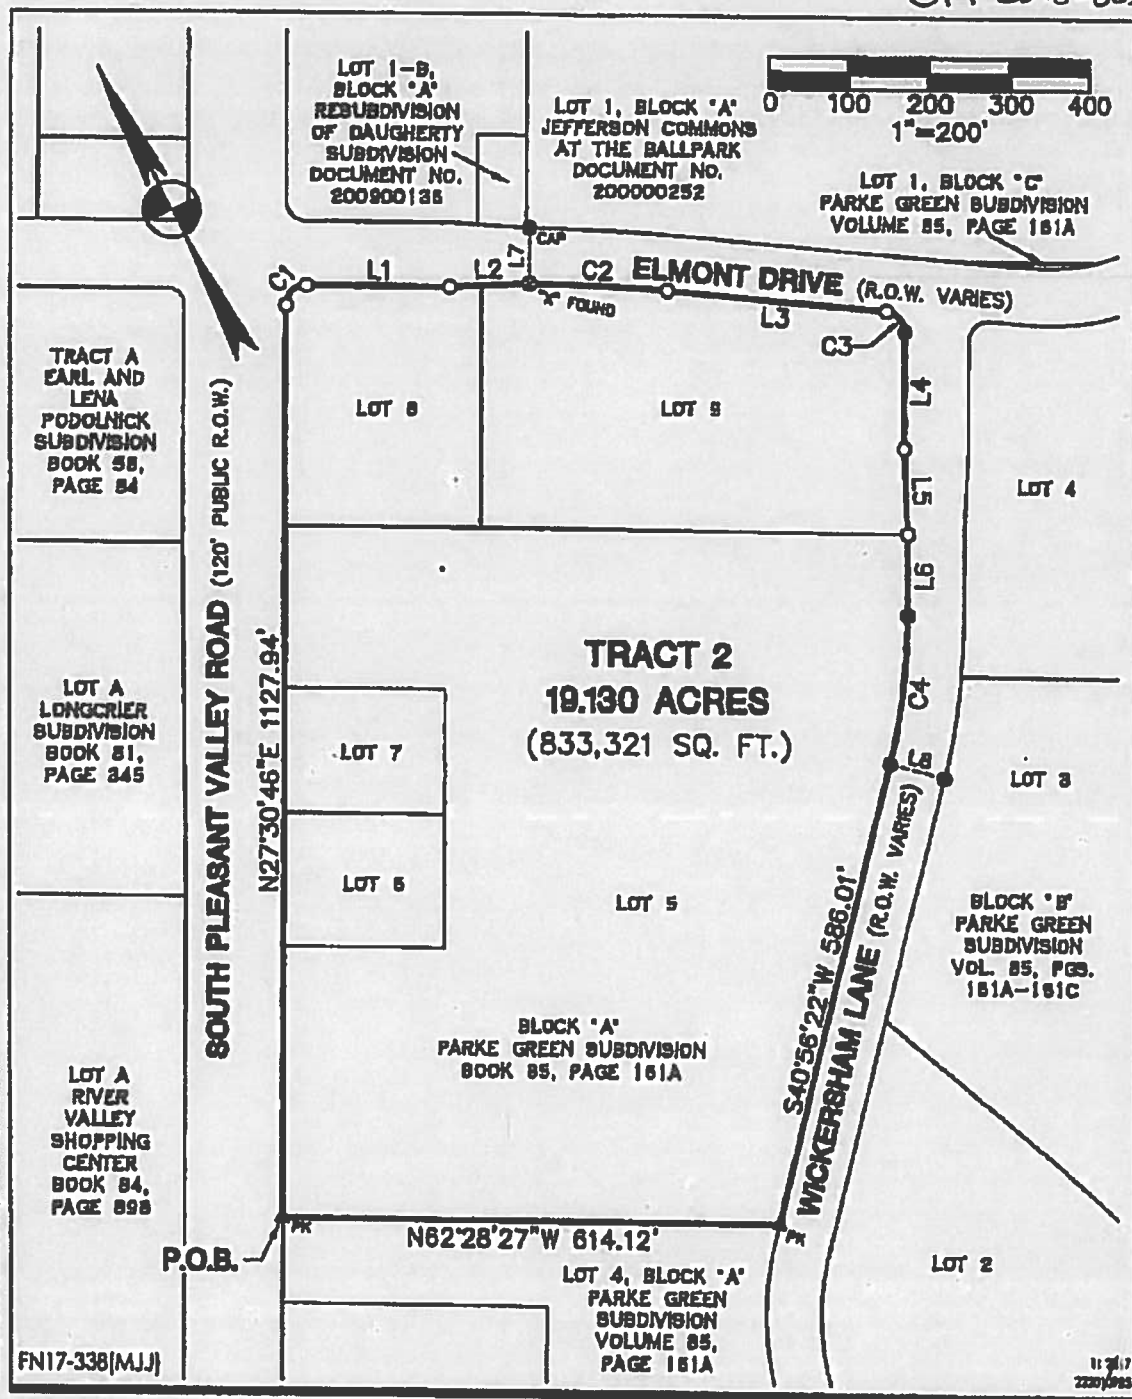 LOT 1-B,
BLOCK "A"
RESUBDIVISION
OF DAUGHERTY
SUBDIVISION
DOCUMENT NO.
200900135
LOT 1, BLOCK "A"
JEFFERSON COMMONS
AT THE BALLPARK
DOCUMENT NO.
200000252
0 100 200 300 400
1"=200'
LOT 1, BLOCK "C"
PARKE GREEN SUBDIVISION
VOLUME 85, PAGE 161A
CAP
L7
C1
L1
L2
C2
ELMONT DRIVE (R.O.W. VARIES)
"X" FOUND
L3
C3
TRACT A
EARL AND
LENA
PODOLNICK
SUBDIVISION
BOOK 58,
PAGE 84
LOT 8
LOT 9
L4
L5
L6
LOT 4
SOUTH PLEASANT VALLEY ROAD (120' PUBLIC R.O.W.)
N27°30'46"E 1127.94'
TRACT 2
19.130 ACRES
(833,321 SQ. FT.)
C4
L8
LOT A
LONGCRIER
SUBDIVISION
BOOK 81,
PAGE 345
LOT 7
LOT 3
LOT 6
LOT 5
S40°56'22"W 586.01'
WICKERSHAM LANE (R.O.W. VARIES)
BLOCK "B"
PARKE GREEN
SUBDIVISION
VOL. 85, PGS.
161A-161C
BLOCK "A"
PARKE GREEN SUBDIVISION
BOOK 85, PAGE 161A
LOT A
RIVER
VALLEY
SHOPPING
CENTER
BOOK 84,
PAGE 898
PK
PK
P.O.B.
N62°28'27"W 614.12'
LOT 2
LOT 4, BLOCK "A"
PARKE GREEN
SUBDIVISION
VOLUME 85,
PAGE 161A
FN17-338(MJJ)